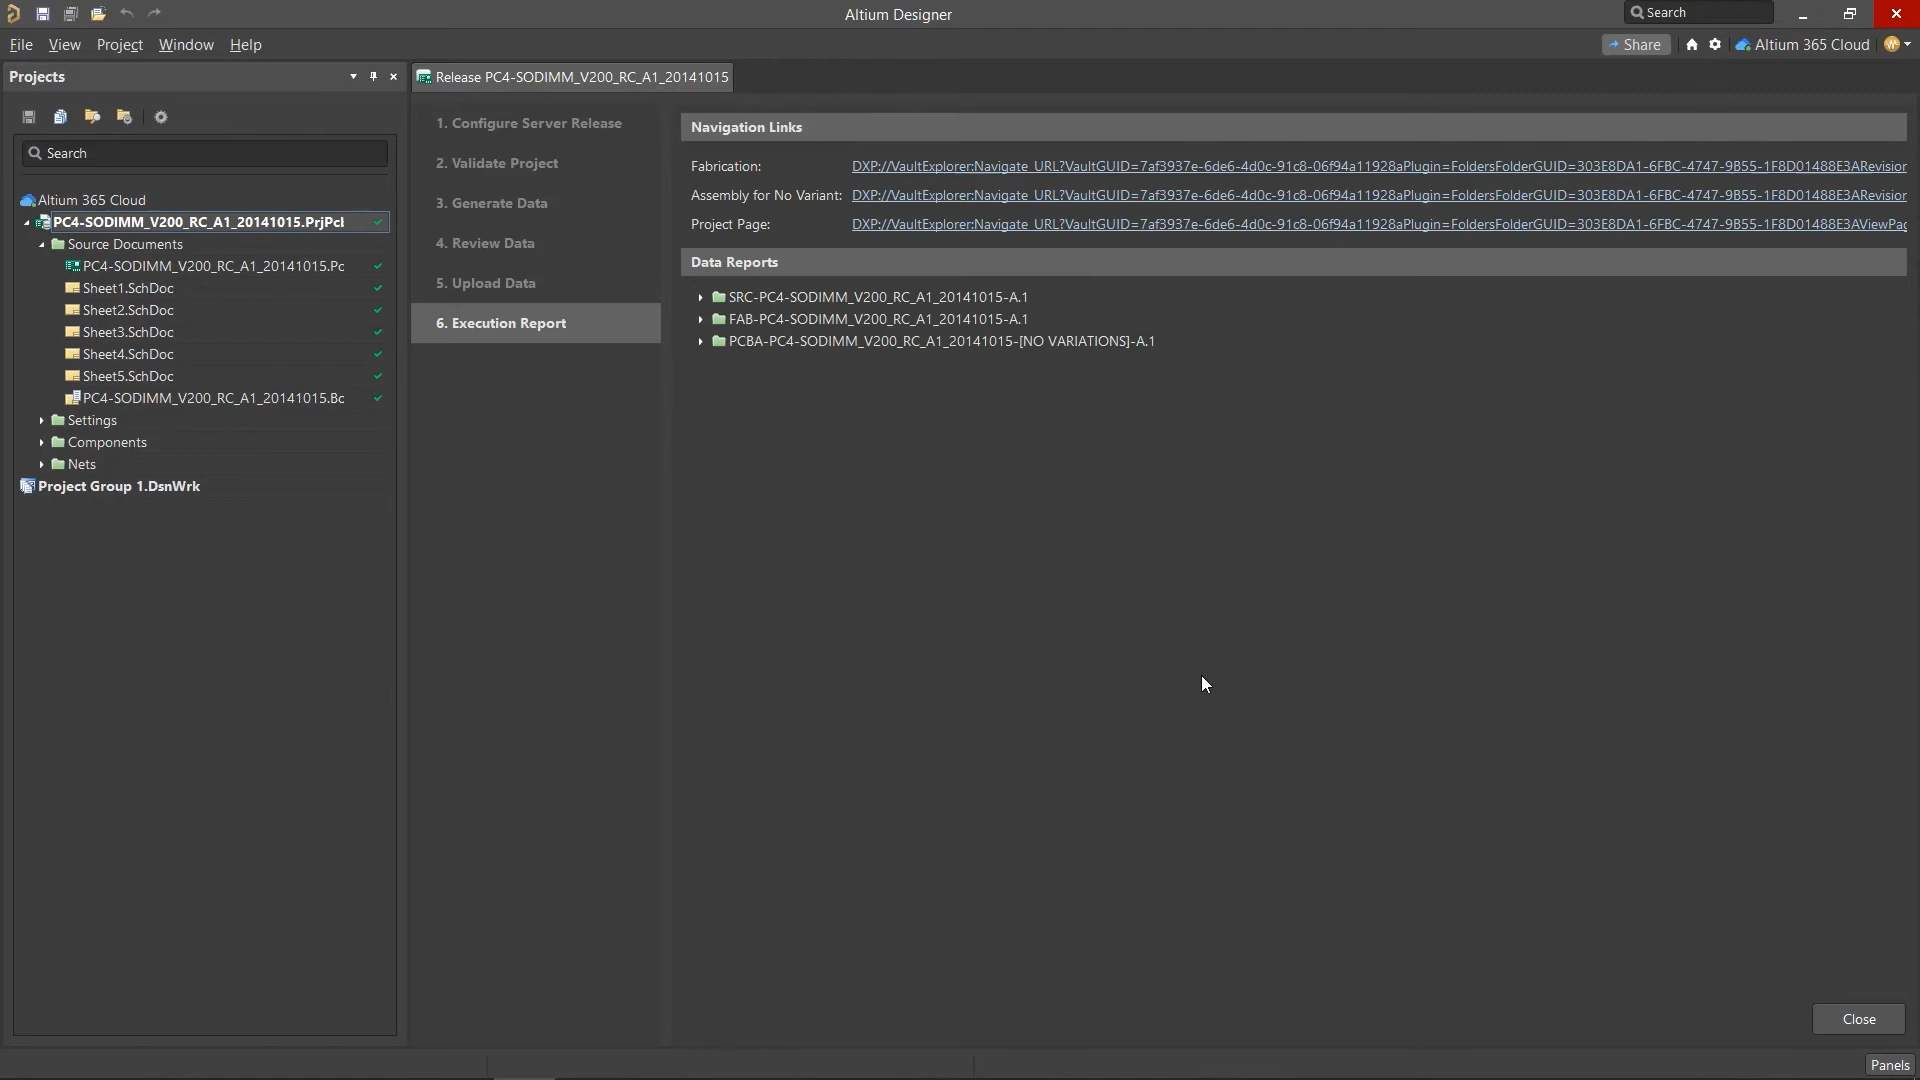 Altium Designer
Search
File View Project Window Help
Share
Altium 365 Cloud
Projects
Release PC4-SODIMM_V200_RC_A1_20141015
Search
Altium 365 Cloud
PC4-SODIMM_V200_RC_A1_20141015.PrjPcl
Source Documents
PC4-SODIMM_V200_RC_A1_20141015.Pc
Sheet1.SchDoc
Sheet2.SchDoc
Sheet3.SchDoc
Sheet4.SchDoc
Sheet5.SchDoc
PC4-SODIMM_V200_RC_A1_20141015.Bc
Settings
Components
Nets
Project Group 1.DsnWrk
1. Configure Server Release
2. Validate Project
3. Generate Data
4. Review Data
5. Upload Data
6. Execution Report
Navigation Links
Fabrication: DXP://VaultExplorer:Navigate_URL?VaultGUID=7af3937e-6de6-4d0c-91c8-06f94a11928aPlugin=FoldersFolderGUID=303E8DA1-6FBC-4747-9B55-1F8D01488E3ARevision
Assembly for No Variant: DXP://VaultExplorer:Navigate_URL?VaultGUID=7af3937e-6de6-4d0c-91c8-06f94a11928aPlugin=FoldersFolderGUID=303E8DA1-6FBC-4747-9B55-1F8D01488E3ARevision
Project Page: DXP://VaultExplorer:Navigate_URL?VaultGUID=7af3937e-6de6-4d0c-91c8-06f94a11928aPlugin=FoldersFolderGUID=303E8DA1-6FBC-4747-9B55-1F8D01488E3AViewPag
Data Reports
SRC-PC4-SODIMM_V200_RC_A1_20141015-A.1
FAB-PC4-SODIMM_V200_RC_A1_20141015-A.1
PCBA-PC4-SODIMM_V200_RC_A1_20141015-[NO VARIATIONS]-A.1
Close
Panels